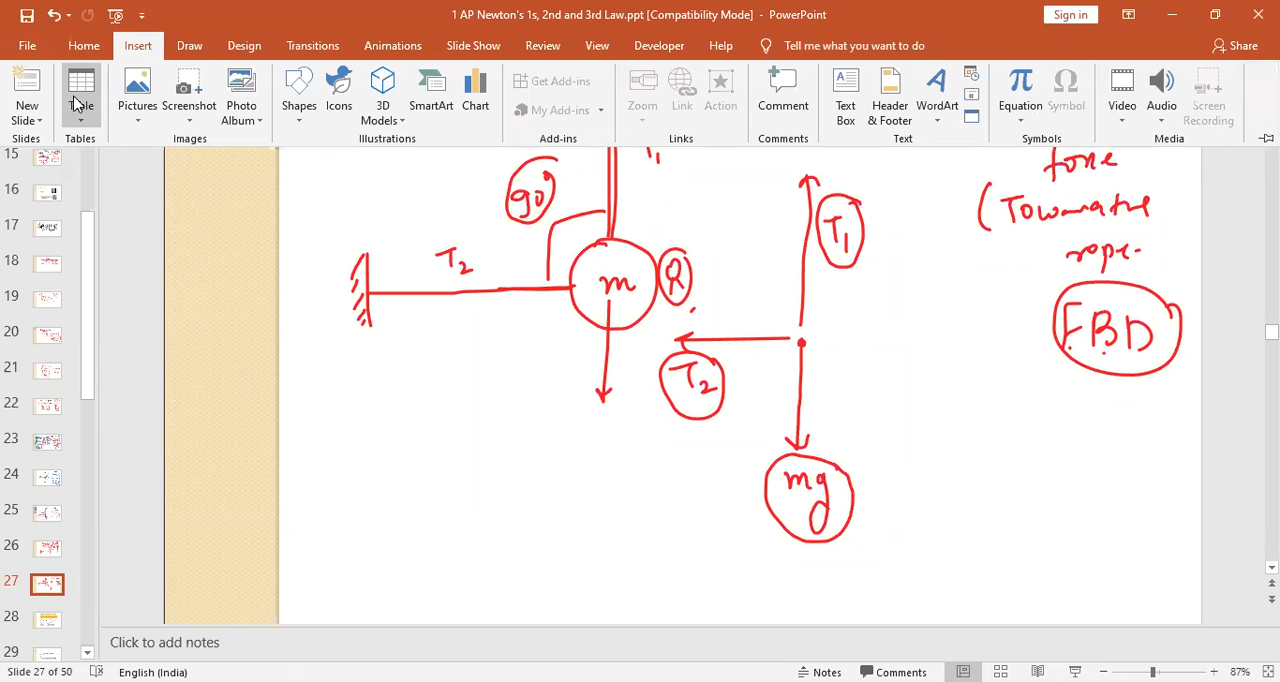 1 AP Newton's 1s, 2nd and 3rd Law.ppt [Compatibility Mode] - PowerPoint
Sign in
File Home Insert Draw Design Transitions Animations Slide Show Review View Developer Help Tell me what you want to do Share
New Slide
Table
Pictures
Screenshot
Photo Album
Shapes
Icons
3D Models
SmartArt
Chart
Get Add-ins
My Add-ins
Zoom
Link
Action
Comment
Text Box
Header & Footer
WordArt
Equation
Symbol
Video
Audio
Screen Recording
Slides Tables Images Illustrations Add-ins Links Comments Text Symbols Media
15
16
17
18
19
20
21
22
23
24
25
26
27
28
29
90°
T1
T2
m
T1
T2
mg
rope.
FBD
Click to add notes
Slide 27 of 50 English (India) Notes Comments 87%